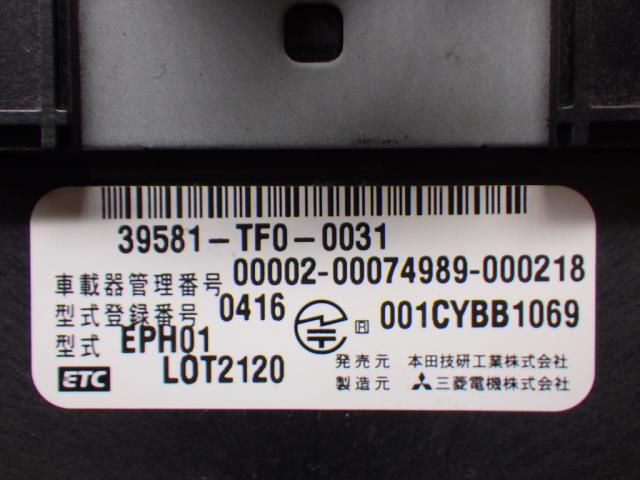 39581-TF0-0031
車載器管理番号 00002-00074989-000218
型式登録番号 0416 R 001CYBB1069
型式 EPH01
ETC LOT2120
発売元 本田技研工業株式会社
製造元 三菱電機株式会社